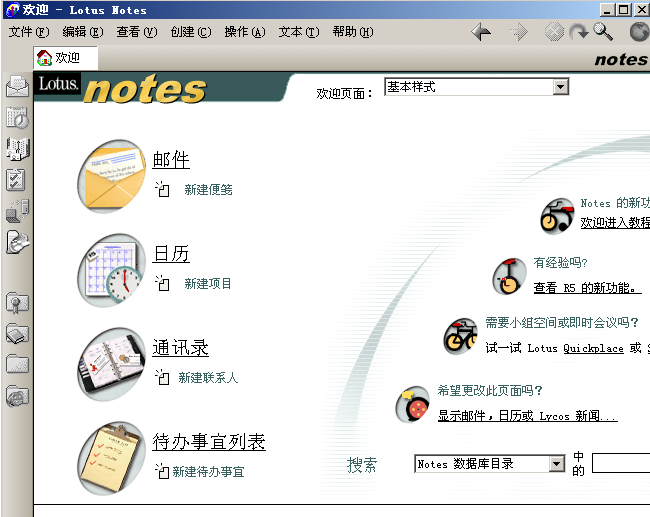 欢迎 - Lotus Notes
文件(F) 编辑(E) 查看(V) 创建(C) 操作(A) 文本(T) 帮助(H)
欢迎
notes
Lotus. notes
欢迎页面： 基本样式
邮件
新建便笺
日历
新建项目
通讯录
新建联系人
待办事宜列表
新建待办事宜
Notes 的新功
欢迎进入教程
有经验吗?
查看 R5 的新功能。
需要小组空间或即时会议吗?
试一试 Lotus Quickplace 或 S
希望更改此页面吗?
显示邮件，日历或 Lycos 新闻...
搜索 Notes 数据库目录 中的